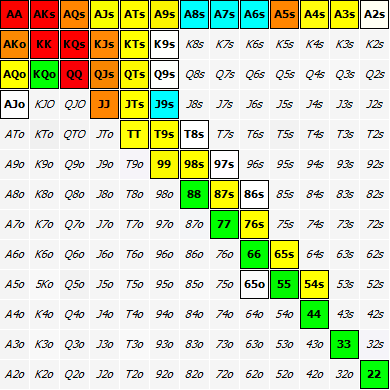 AA AKs AQs AJs ATs A9s A8s A7s A6s A5s A4s A3s A2s
AKo KK KQs KJs KTs K9s K8s K7s K6s K5s K4s K3s K2s
AQo KQo QQ QJs QTs Q9s Q8s Q7s Q6s Q5s Q4s Q3s Q2s
AJo KJO QJO JJ JTs J9s J8s J7s J6s J5s J4s J3s J2s
ATo KTo QTO JTo TT T9s T8s T7s T6s T5s T4s T3s T2s
A9o K9o Q9o J9o T9o 99 98s 97s 96s 95s 94s 93s 92s
A8o K8o Q8o J8o T8o 98o 88 87s 86s 85s 84s 83s 82s
A7o K7o Q7o J7o T7o 97o 87o 77 76s 75s 74s 73s 72s
A6o K6o Q6o J6o T6o 96o 86o 76o 66 65s 64s 63s 62s
A5o 5Ko Q5o J5o T5o 95o 85o 75o 65o 55 54s 53s 52s
A4o K4o Q4o J4o T4o 94o 84o 74o 64o 54o 44 43s 42s
A3o K3o Q3o J3o T3o 93o 83o 73o 63o 53o 43o 33 32s
A2o K2o Q2o J2o T2o 92o 82o 72o 62o 52o 42o 32o 22